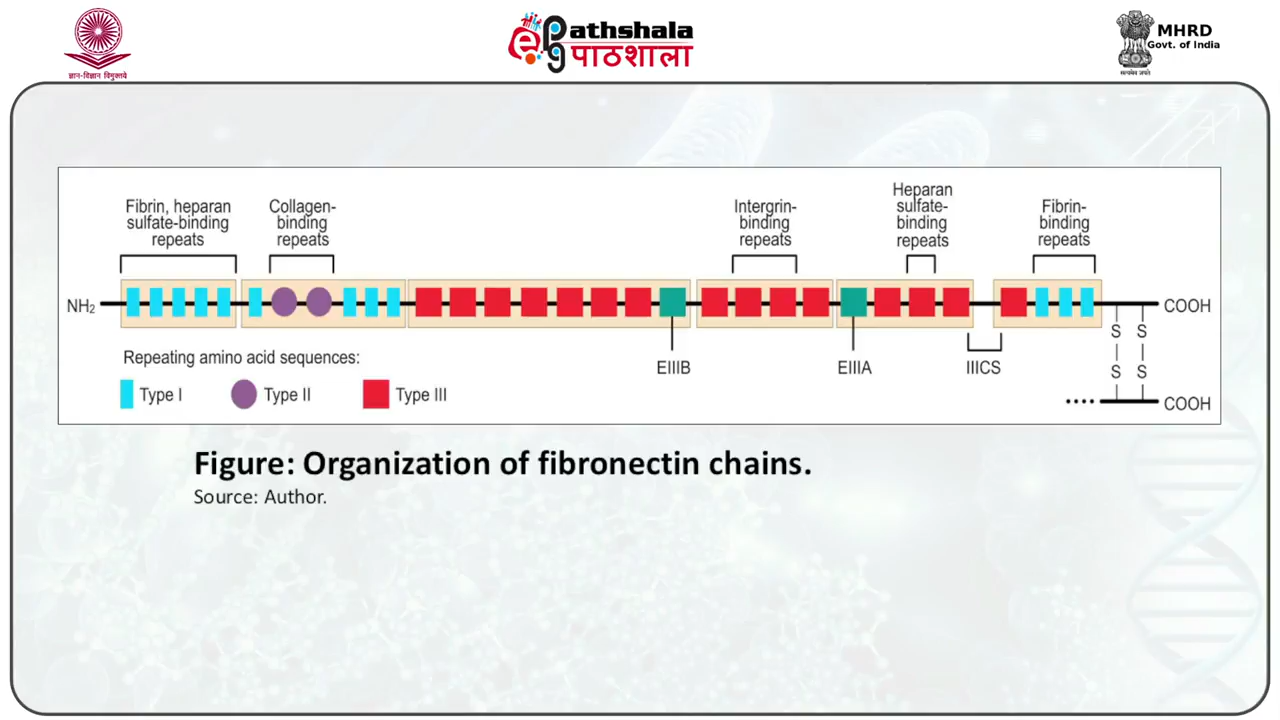 ज्ञान-विज्ञान विमुक्तये
ePathshala
पाठशाला
MHRD
Govt. of India
सत्यमेव जयते
Fibrin, heparan
sulfate-binding
repeats
Collagen-
binding
repeats
Intergrin-
binding
repeats
Heparan
sulfate-
binding
repeats
Fibrin-
binding
repeats
NH2
COOH
S S
S S
COOH
EIIIB
EIIIA
IIICS
Repeating amino acid sequences:
Type I
Type II
Type III
Figure: Organization of fibronectin chains.
Source: Author.